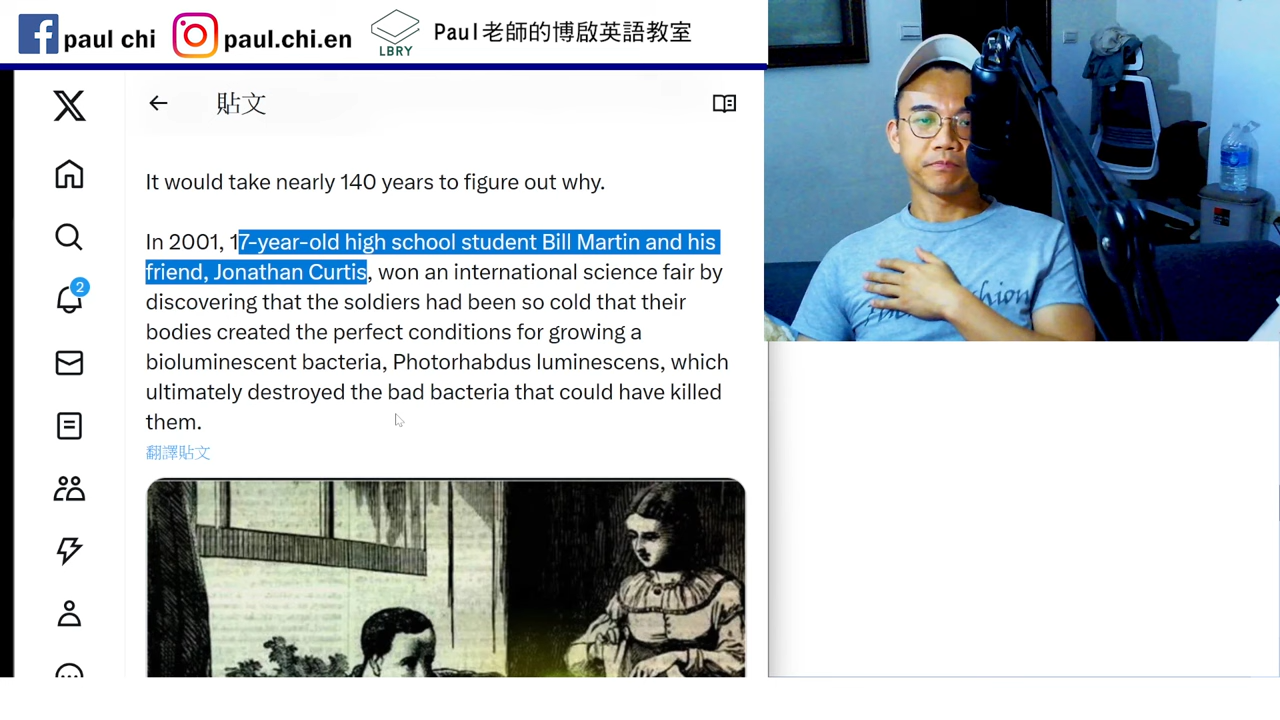 paul chi
paul.chi.en
LBRY
Paul老師的博啟英語教室
貼文
It would take nearly 140 years to figure out why.
2
In 2001, 17-year-old high school student Bill Martin and his
friend, Jonathan Curtis, won an international science fair by
discovering that the soldiers had been so cold that their
bodies created the perfect conditions for growing a
bioluminescent bacteria, Photorhabdus luminescens, which
ultimately destroyed the bad bacteria that could have killed
them.
翻譯貼文